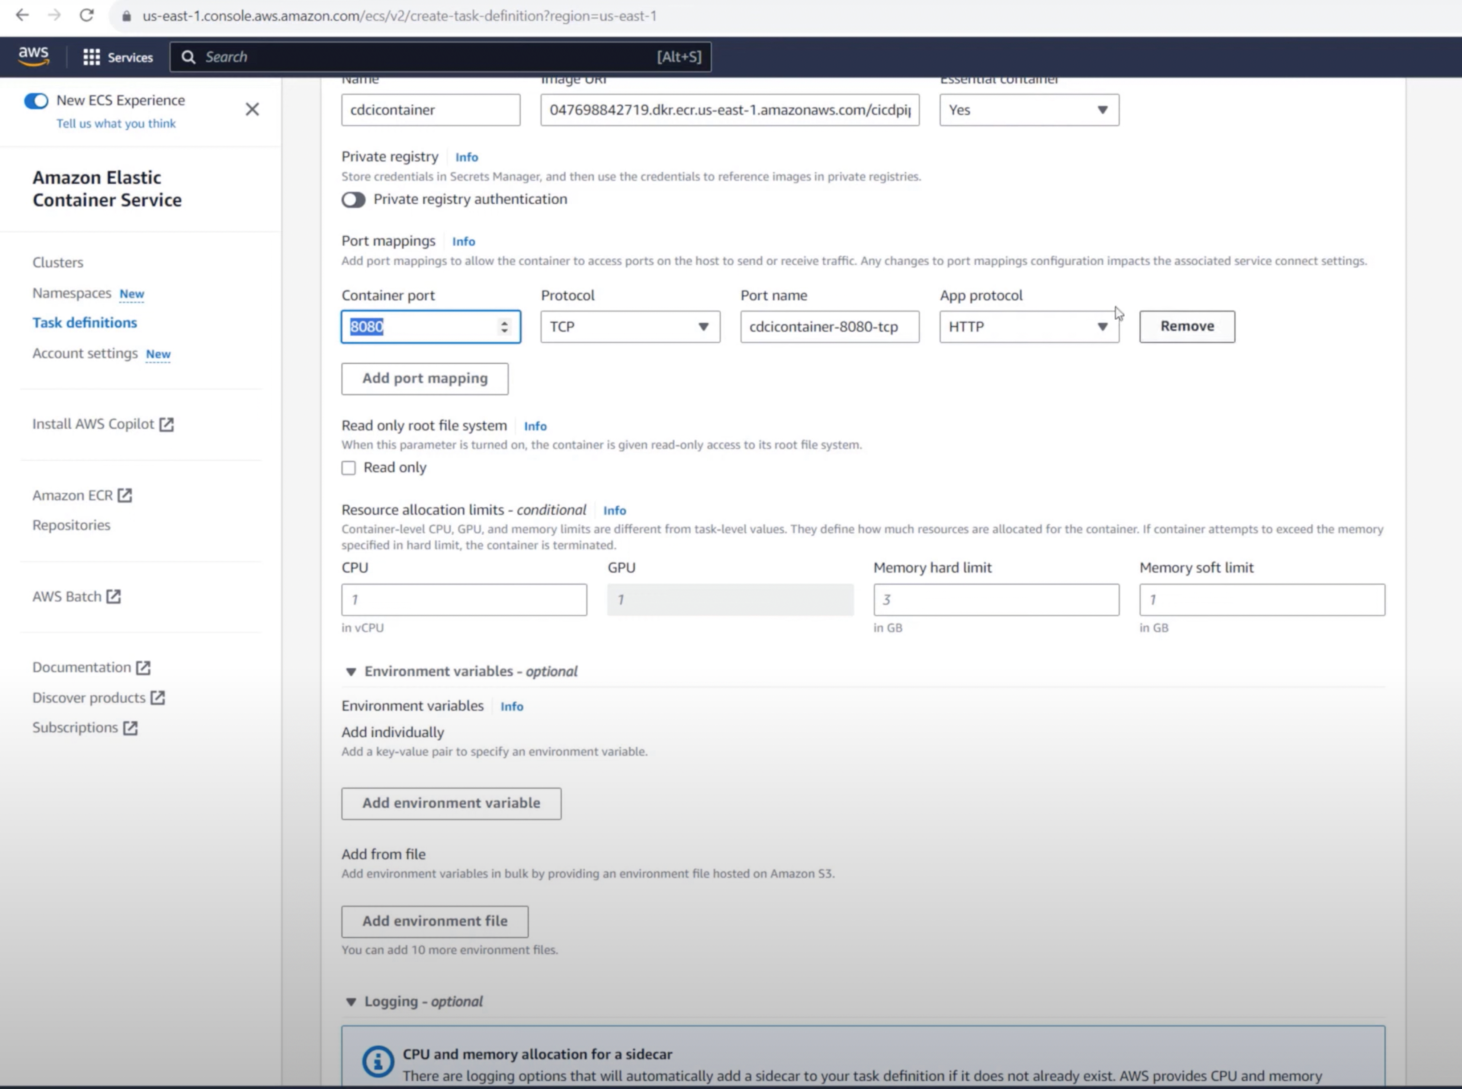 us-east-1.console.aws.amazon.com/ecs/v2/create-task-definition?region=us-east-1
aws Services Search [Alt+S]
New ECS Experience
Tell us what you think
Amazon Elastic
Container Service
Clusters
Namespaces New
Task definitions
Account settings New
Install AWS Copilot
Amazon ECR
Repositories
AWS Batch
Documentation
Discover products
Subscriptions
Name Image URI Essential container
cdcicontainer 047698842719.dkr.ecr.us-east-1.amazonaws.com/cicdpip Yes
Private registry Info
Store credentials in Secrets Manager, and then use the credentials to reference images in private registries.
Private registry authentication
Port mappings Info
Add port mappings to allow the container to access ports on the host to send or receive traffic. Any changes to port mappings configuration impacts the associated service connect settings.
Container port Protocol Port name App protocol
8080 TCP cdcicontainer-8080-tcp HTTP Remove
Add port mapping
Read only root file system Info
When this parameter is turned on, the container is given read-only access to its root file system.
Read only
Resource allocation limits - conditional Info
Container-level CPU, GPU, and memory limits are different from task-level values. They define how much resources are allocated for the container. If container attempts to exceed the memory
specified in hard limit, the container is terminated.
CPU GPU Memory hard limit Memory soft limit
1 1 3 1
in vCPU in GB in GB
Environment variables - optional
Environment variables Info
Add individually
Add a key-value pair to specify an environment variable.
Add environment variable
Add from file
Add environment variables in bulk by providing an environment file hosted on Amazon S3.
Add environment file
You can add 10 more environment files.
Logging - optional
CPU and memory allocation for a sidecar
There are logging options that will automatically add a sidecar to your task definition if it does not already exist. AWS provides CPU and memory